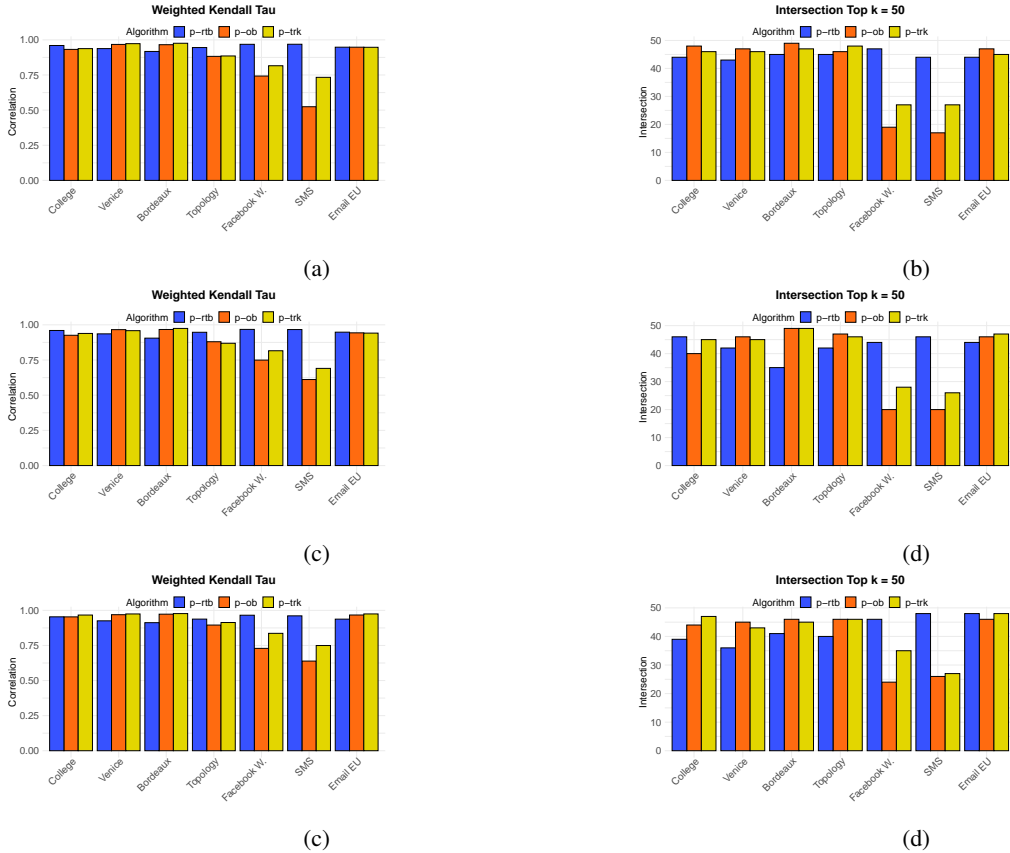 Weighted Kendall Tau
Algorithm p-rtb p-ob p-trk
Correlation
1.00
0.75
0.50
0.25
0.00
College Venice Bordeaux Topology Facebook W. SMS Email EU
(a)
Intersection Top k = 50
Algorithm p-rtb p-ob p-trk
Intersection
50
40
30
20
10
0
College Venice Bordeaux Topology Facebook W. SMS Email EU
(b)
Weighted Kendall Tau
Algorithm p-rtb p-ob p-trk
Correlation
1.00
0.75
0.50
0.25
0.00
College Venice Bordeaux Topology Facebook W. SMS Email EU
(c)
Intersection Top k = 50
Algorithm p-rtb p-ob p-trk
Intersection
50
40
30
20
10
0
College Venice Bordeaux Topology Facebook W. SMS Email EU
(d)
Weighted Kendall Tau
Algorithm p-rtb p-ob p-trk
Correlation
1.00
0.75
0.50
0.25
0.00
College Venice Bordeaux Topology Facebook W. SMS Email EU
(c)
Intersection Top k = 50
Algorithm p-rtb p-ob p-trk
Intersection
50
40
30
20
10
0
College Venice Bordeaux Topology Facebook W. SMS Email EU
(d)